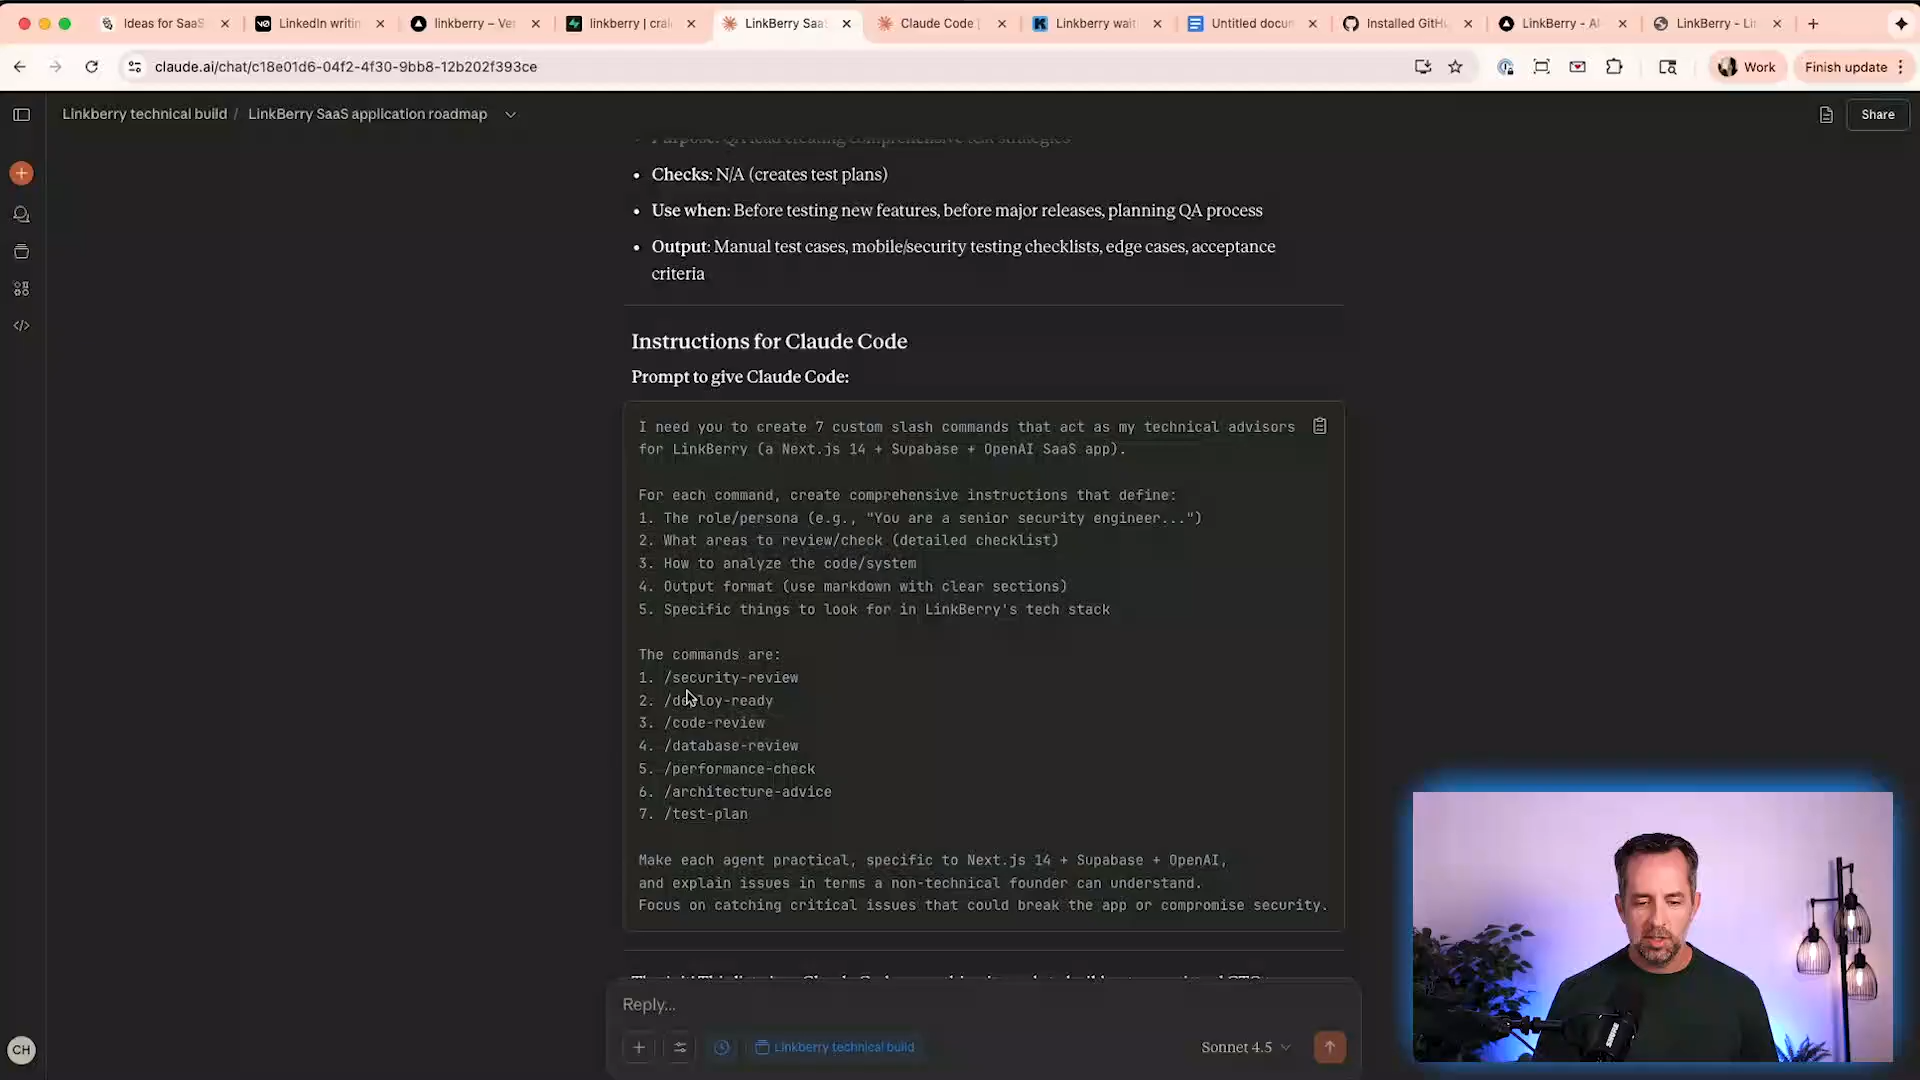 Ideas for SaaS
LinkedIn writin
linkberry – Ver
linkberry | crai
LinkBerry Saa
Claude Code |
Linkberry wait
Untitled docum
Installed GitHu
LinkBerry - AI
LinkBerry - Li
claude.ai/chat/c18e01d6-04f2-4f30-9bb8-12b202f393ce
Work
Finish update
Linkberry technical build / LinkBerry SaaS application roadmap
Share
Purpose: QA lead creating comprehensive test strategies
• Checks: N/A (creates test plans)
• Use when: Before testing new features, before major releases, planning QA process
• Output: Manual test cases, mobile/security testing checklists, edge cases, acceptance
criteria
Instructions for Claude Code
Prompt to give Claude Code:
I need you to create 7 custom slash commands that act as my technical advisors
for LinkBerry (a Next.js 14 + Supabase + OpenAI SaaS app).
For each command, create comprehensive instructions that define:
1. The role/persona (e.g., "You are a senior security engineer...")
2. What areas to review/check (detailed checklist)
3. How to analyze the code/system
4. Output format (use markdown with clear sections)
5. Specific things to look for in LinkBerry's tech stack
The commands are:
1. /security-review
2. /deploy-ready
3. /code-review
4. /database-review
5. /performance-check
6. /architecture-advice
7. /test-plan
Make each agent practical, specific to Next.js 14 + Supabase + OpenAI,
and explain issues in terms a non-technical founder can understand.
Focus on catching critical issues that could break the app or compromise security.
Reply...
Linkberry technical build
Sonnet 4.5
CH